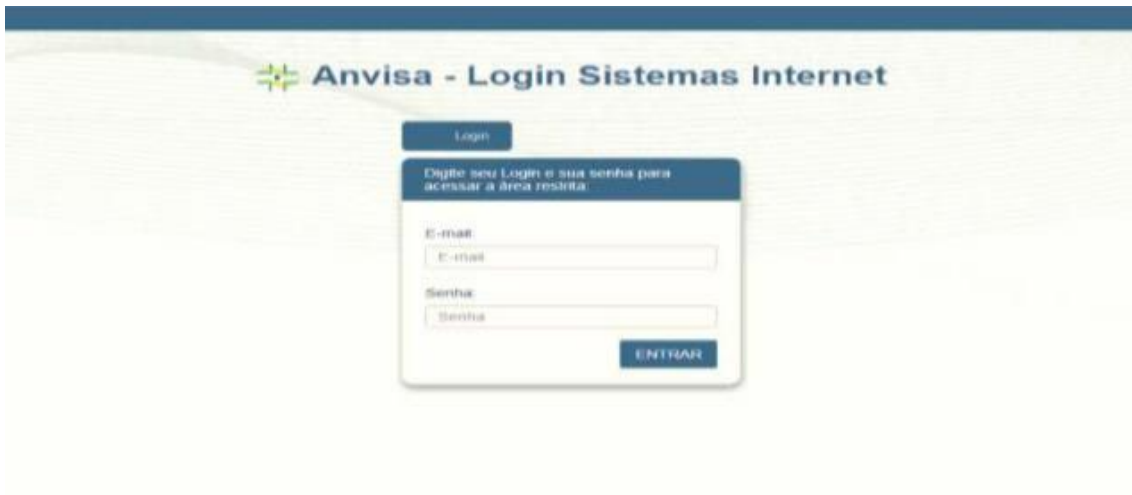 Anvisa - Login Sistemas Internet
Login
Digite seu Login e sua senha para
acessar a área restrita:
E-mail:
E-mail
Senha:
Senha
ENTRAR